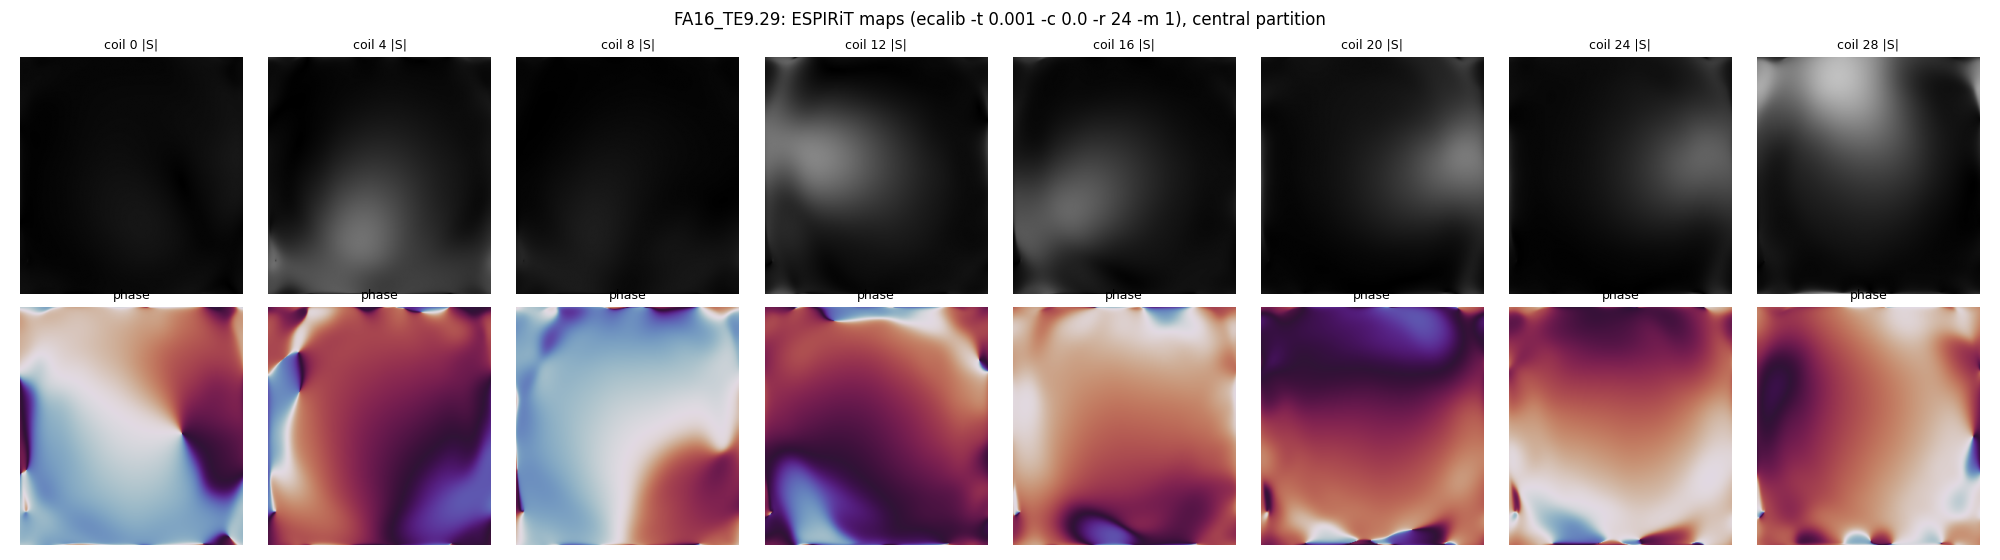 FA16_TE9.29: ESPIRiT maps (ecalib -t 0.001 -c 0.0 -r 24 -m 1), central partition
coil 0 |S|
coil 4 |S|
coil 8 |S|
coil 12 |S|
coil 16 |S|
coil 20 |S|
coil 24 |S|
coil 28 |S|
phase
phase
phase
phase
phase
phase
phase
phase